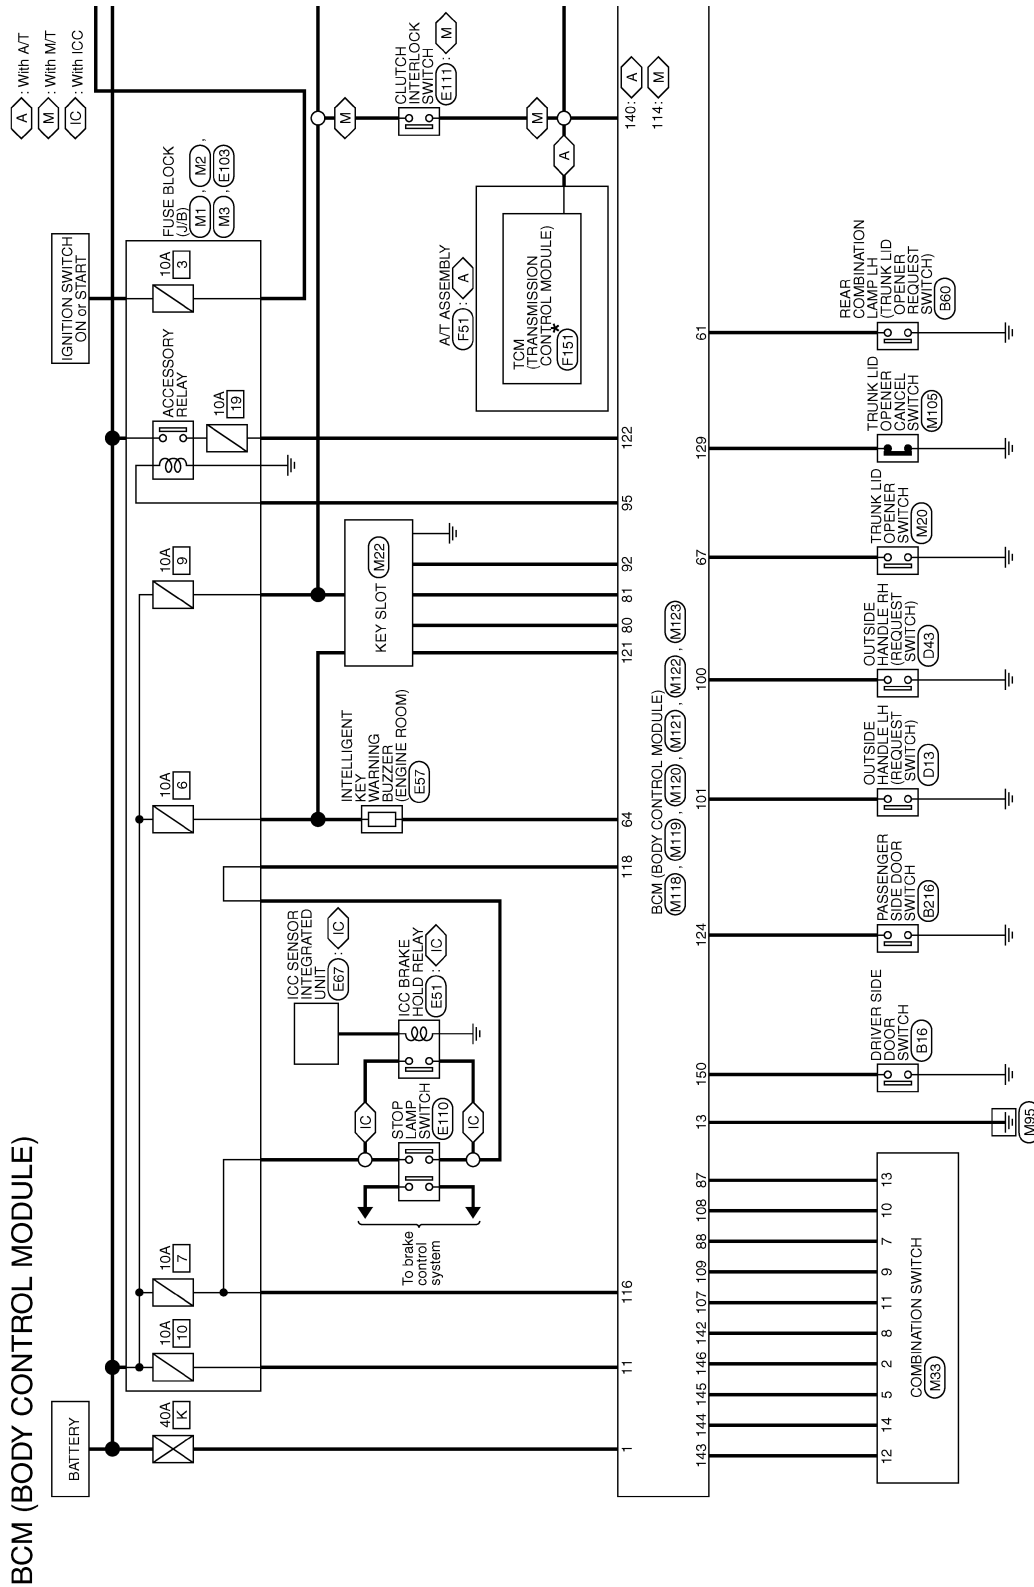 BCM (BODY CONTROL MODULE)
A : With A/T
M : With M/T
IC : With ICC
BATTERY
IGNITION SWITCH
ON or START
40A
K
10A
10
10A
7
10A
6
10A
9
ACCESSORY
RELAY
10A
19
10A
3
FUSE BLOCK
(J/B)
M1 , M2 ,
M3 , E103
To brake
control
system
STOP
LAMP
SWITCH
E110
IC
IC
ICC SENSOR
INTEGRATED
UNIT
E67 : IC
ICC BRAKE
HOLD RELAY
E51 : IC
INTELLIGENT
KEY
WARNING
BUZZER
(ENGINE ROOM)
E57
KEY SLOT M22
A/T ASSEMBLY
F51 : A
TCM
(TRANSMISSION
CONTROL MODULE)
*
F151
A
M
CLUTCH
INTERLOCK
SWITCH
E111 : M
M
1
11
116
118
64
121
80
81
92
95
122
140: A
114: M
BCM (BODY CONTROL MODULE)
M118 , M119 , M120 , M121 , M122 , M123
143
144
145
146
142
107
109
88
108
87
13
150
124
101
100
67
129
61
12
14
5
2
8
11
9
7
10
13
COMBINATION SWITCH
M33
M95
DRIVER SIDE
DOOR
SWITCH
B16
PASSENGER
SIDE DOOR
SWITCH
B216
OUTSIDE
HANDLE LH
(REQUEST
SWITCH)
D13
OUTSIDE
HANDLE RH
(REQUEST
SWITCH)
D43
TRUNK LID
OPENER
SWITCH
M20
TRUNK LID
OPENER
CANCEL
SWITCH
M105
REAR
COMBINATION
LAMP LH
(TRUNK LID
OPENER
REQUEST
SWITCH)
B60